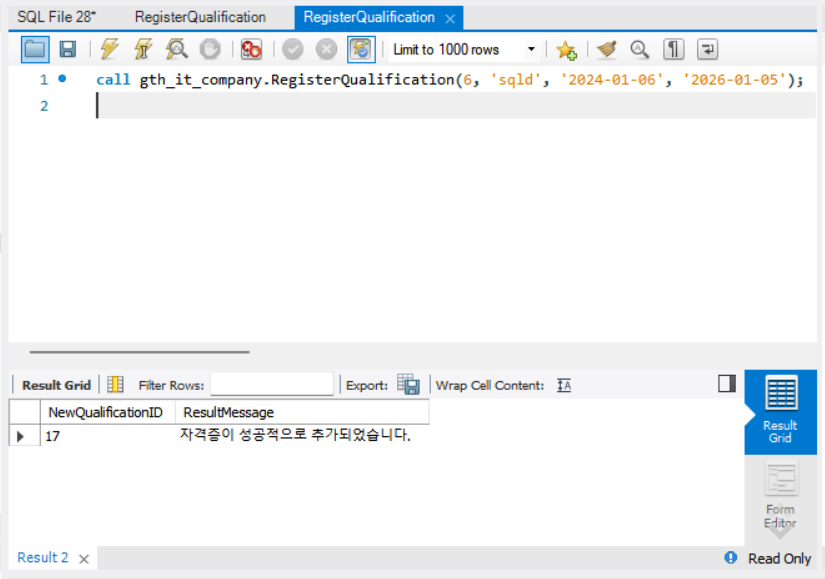 SQL File 28* RegisterQualification RegisterQualification
Limit to 1000 rows
1 call gth_it_company.RegisterQualification(6, 'sqld', '2024-01-06', '2026-01-05');
2
Result Grid Filter Rows: Export: Wrap Cell Content:
NewQualificationID ResultMessage
17 자격증이 성공적으로 추가되었습니다.
Result
Grid
Form
Editor
Result 2 Read Only